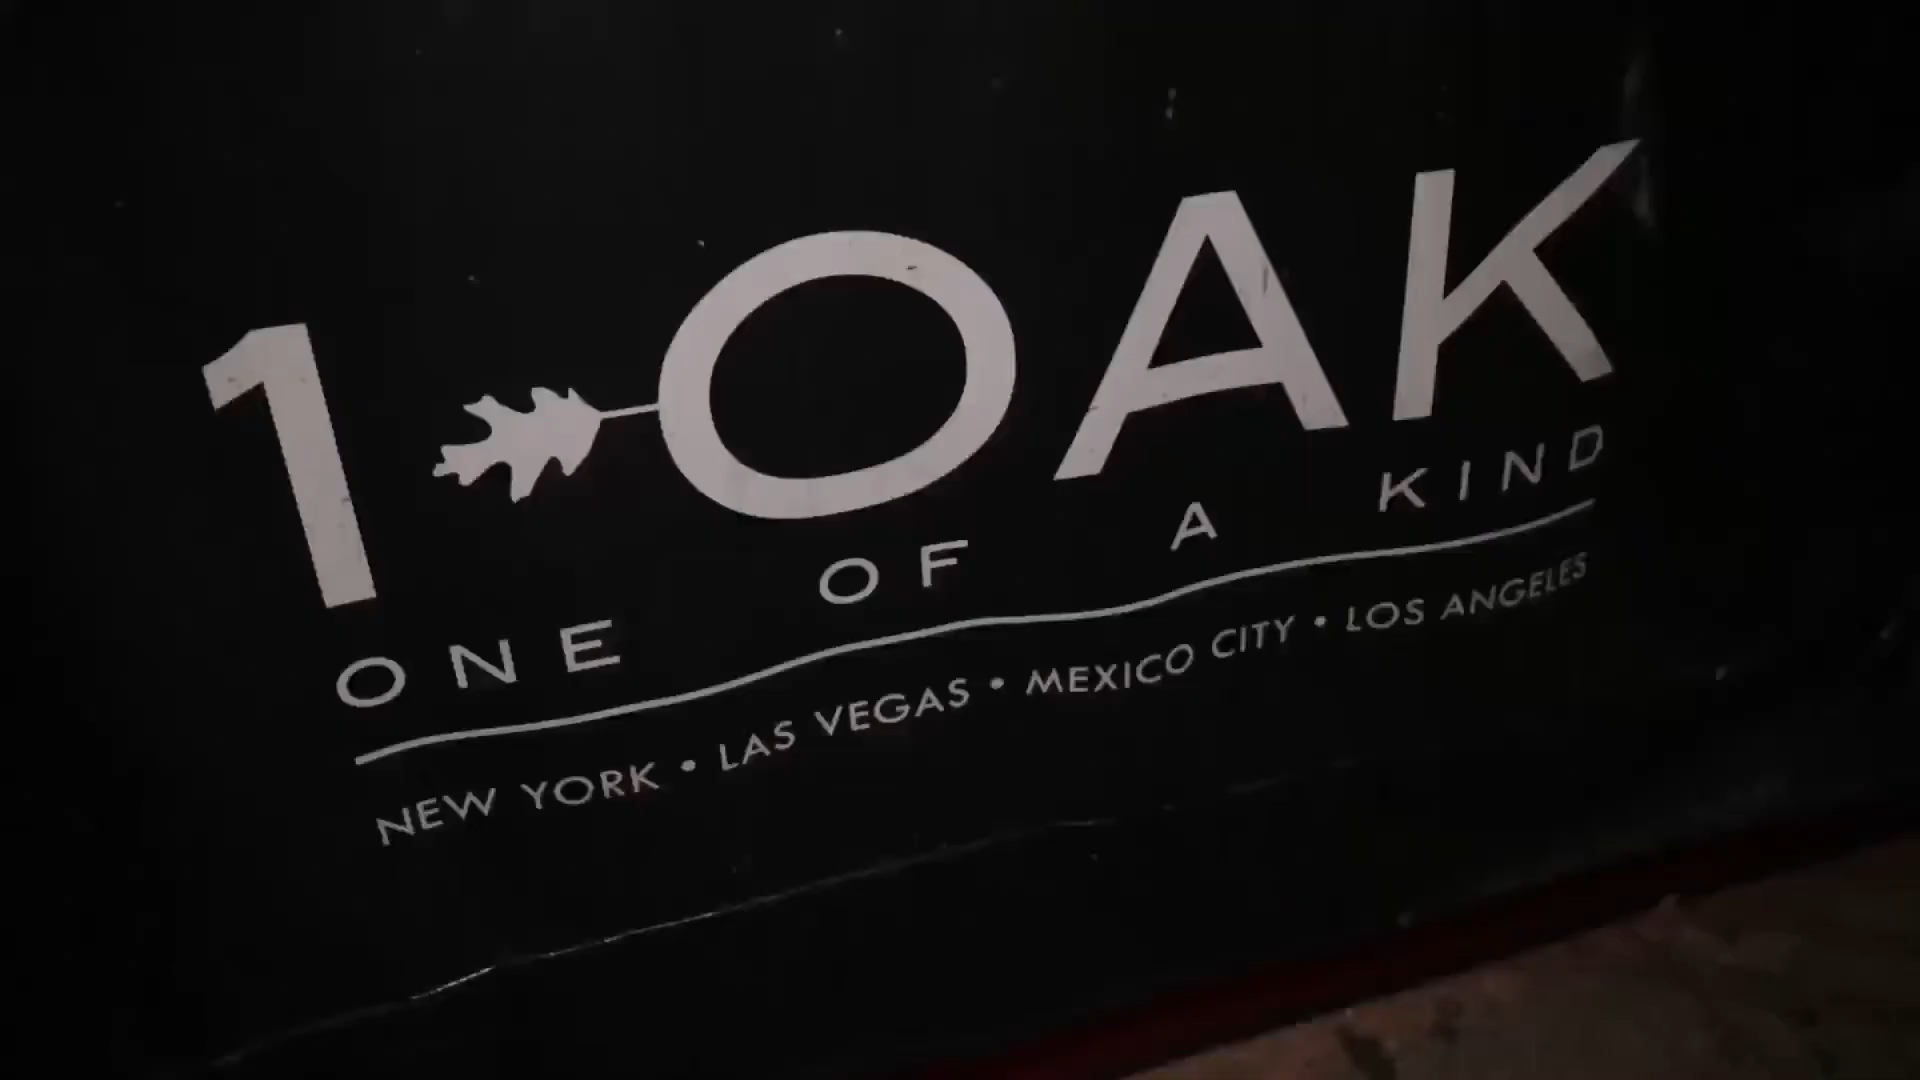 1 OAK
ONE OF A KIND
NEW YORK • LAS VEGAS • MEXICO CITY • LOS ANGELES